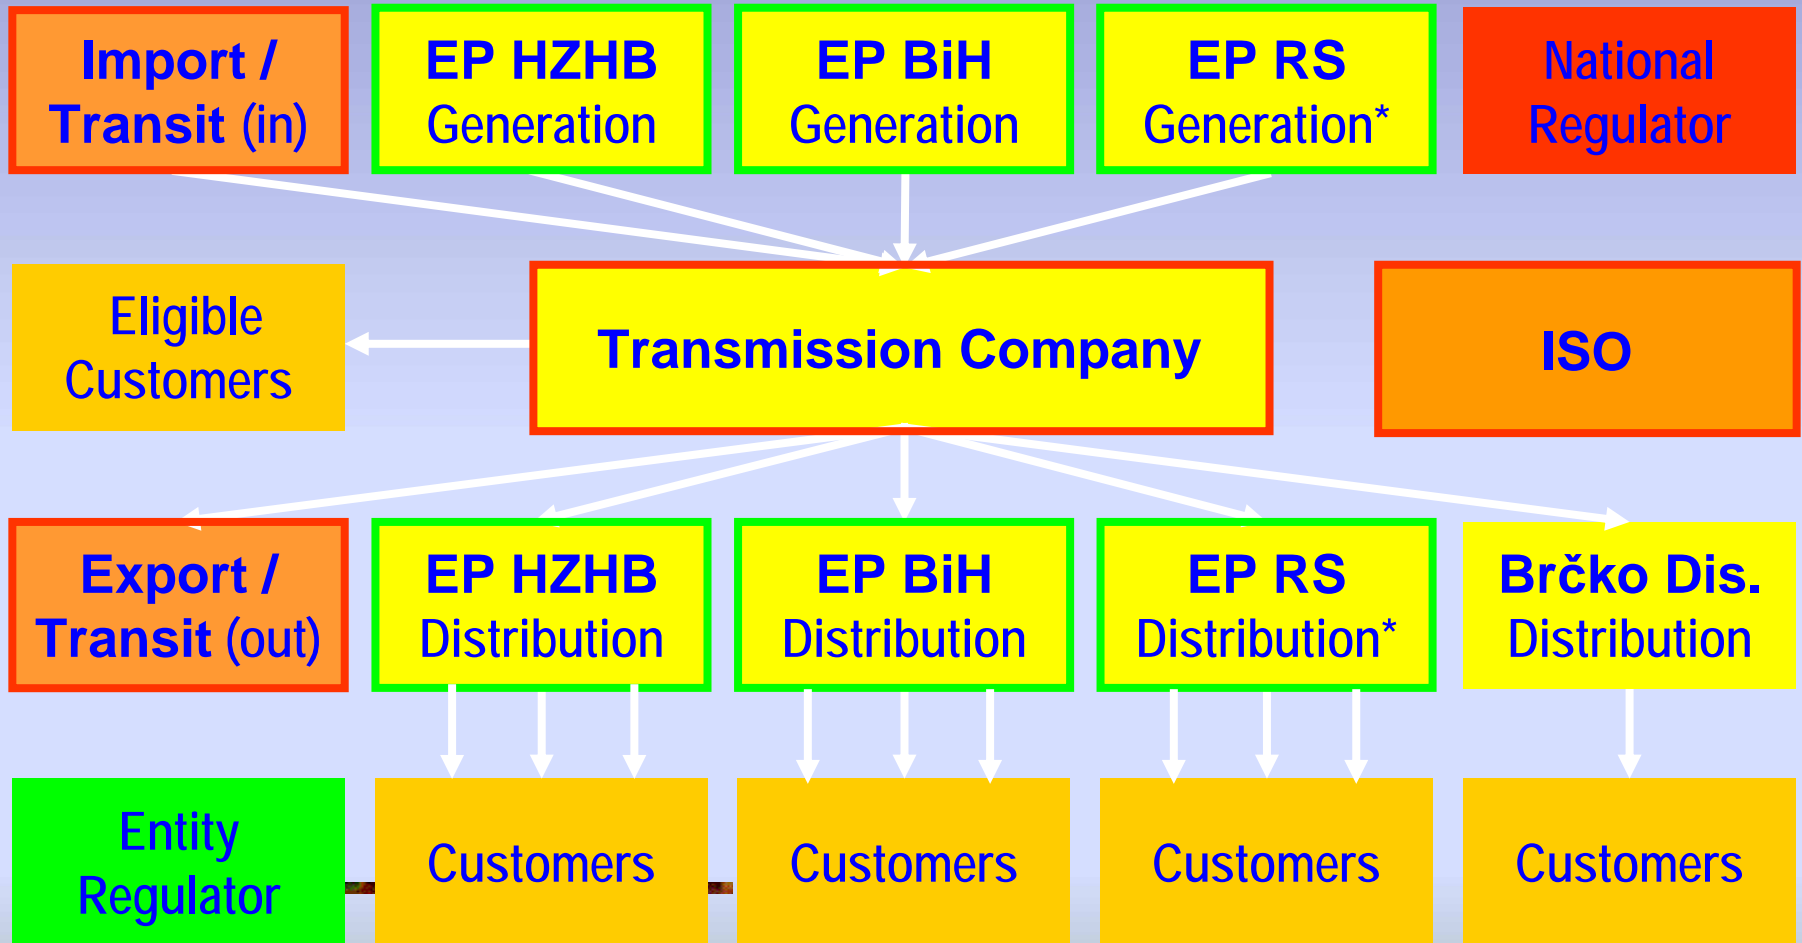 Import /
Transit (in)
EP HZHB
Generation
EP BiH
Generation
EP RS
Generation*
National
Regulator
Eligible
Customers
Transmission Company
ISO
Export /
Transit (out)
EP HZHB
Distribution
EP BiH
Distribution
EP RS
Distribution*
Brčko Dis.
Distribution
Entity
Regulator
Customers
Customers
Customers
Customers